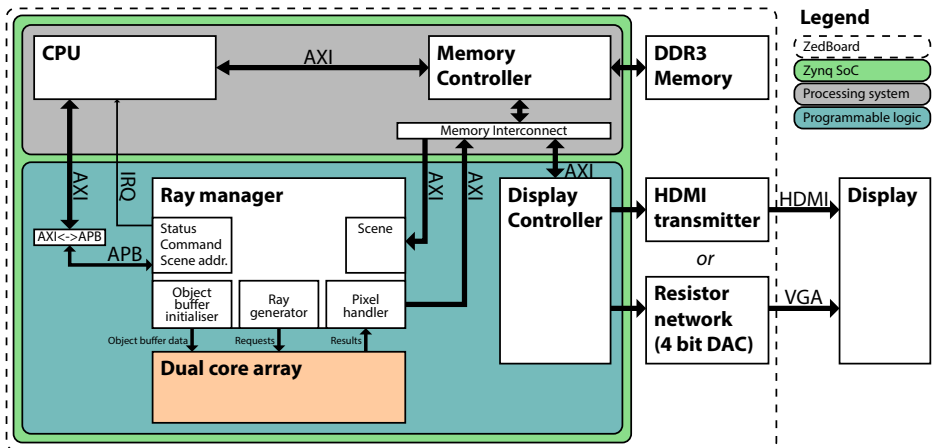 Legend
ZedBoard
Zynq SoC
Processing system
Programmable logic
CPU
AXI
Memory
Controller
DDR3
Memory
Memory Interconnect
AXI
IRQ
AXI
AXI
AXI
Ray manager
Display
Controller
HDMI
transmitter
HDMI
Display
AXI<->APB
APB
Status
Command
Scene addr.
Scene
or
Object
buffer
initialiser
Ray
generator
Pixel
handler
Resistor
network
(4 bit DAC)
VGA
Object buffer data
Requests
Results
Dual core array